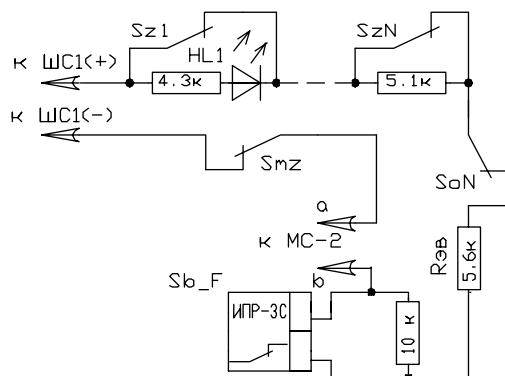 Sz1
SzN
HL1
к ШС1(+)
4.3к
5.1к
к ШС1(-)
Smz
SoN
a
к МС-2
Rэв
5,6к
Sb_F
b
ИПР-3С
10 к